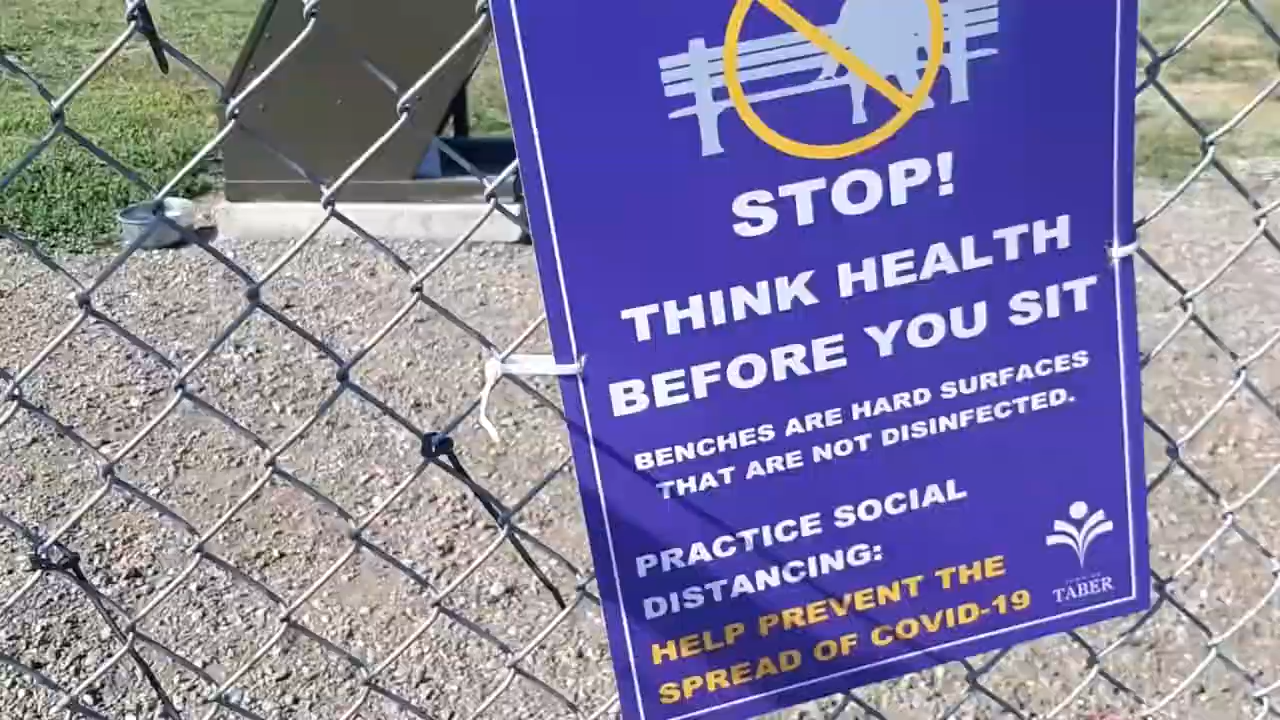 STOP!
THINK HEALTH
BEFORE YOU SIT
BENCHES ARE HARD SURFACES
THAT ARE NOT DISINFECTED.
PRACTICE SOCIAL
DISTANCING:
HELP PREVENT THE
SPREAD OF COVID-19
TABER